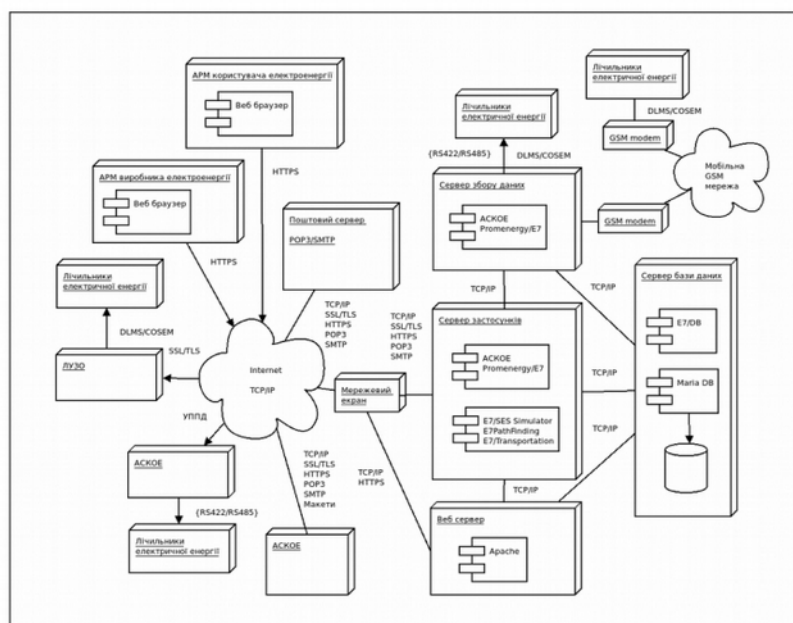 АРМ користувача електроенергії
Веб браузер
HTTPS
АРМ виробника електроенергії
Веб браузер
HTTPS
Поштовий сервер
POP3/SMTP
Лічильники
електричної енергії
DLMS/COSEM
ЛУЗО
SSL/TLS
Internet
TCP/IP
УППД
АСКОЕ
{RS422/RS485}
Лічильники
електричної енергії
TCP/IP
SSL/TLS
HTTPS
POP3
SMTP
TCP/IP
SSL/TLS
HTTPS
POP3
SMTP
Макети
АСКОЕ
Мережевий
екран
TCP/IP
SSL/TLS
HTTPS
POP3
SMTP
TCP/IP
HTTPS
Лічильники
електричної енергії
{RS422/RS485}
DLMS/COSEM
Сервер збору даних
АСКОЕ
Promenergy/E7
Лічильники
електричної енергії
DLMS/COSEM
GSM modem
Мобільна
GSM
мережа
GSM modem
TCP/IP
TCP/IP
Сервер застосунків
АСКОЕ
Promenergy/E7
E7/SES Simulator
E7PathFinding
E7/Transportation
TCP/IP
TCP/IP
TCP/IP
Веб сервер
Apache
Сервер бази даних
E7/DB
Maria DB